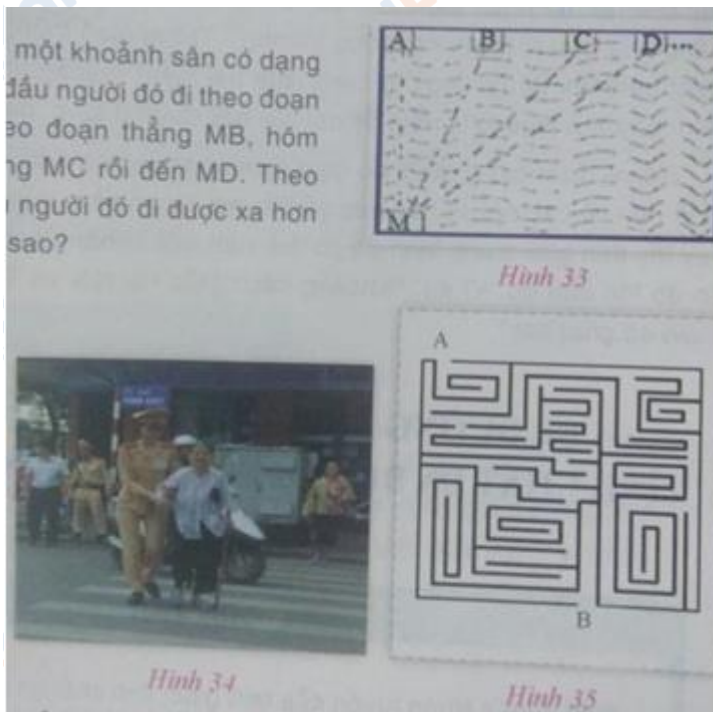 một khoảnh sân có dạng
đầu người đó đi theo đoạn
eo đoạn thẳng MB, hôm
ng MC rồi đến MD. Theo
người đó đi được xa hơn
sao?
A B C D...
M
Hình 33
A
B
Hình 34
Hình 35